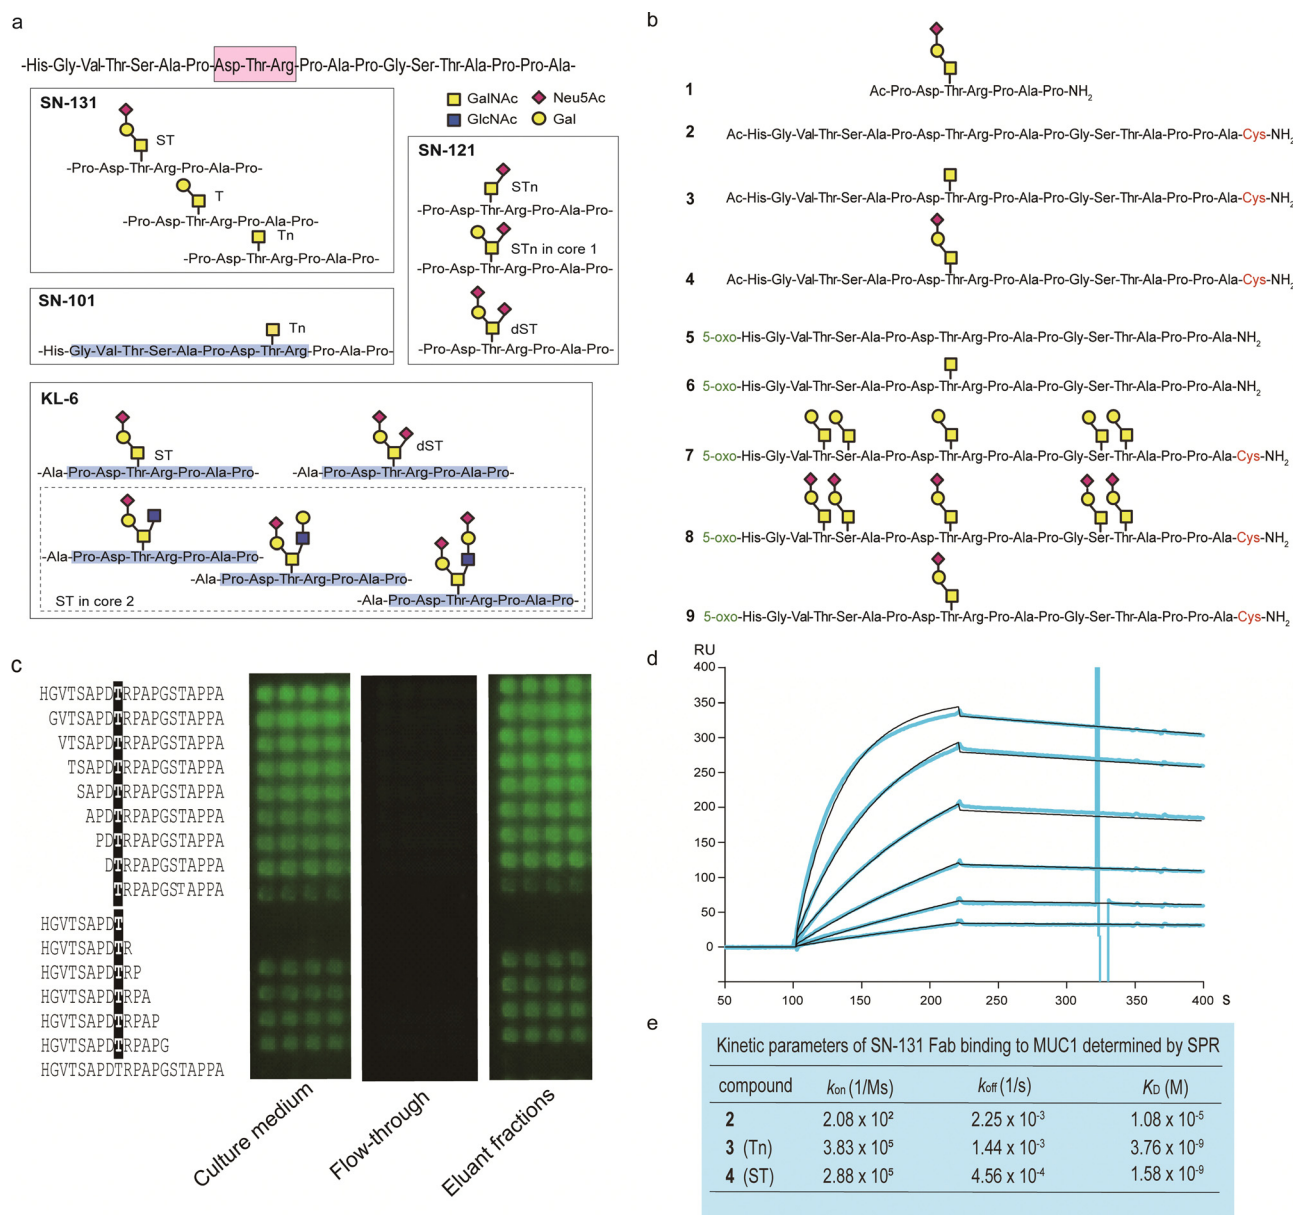 a
-His-Gly-Val-Thr-Ser-Ala-Pro-Asp-Thr-Arg-Pro-Ala-Pro-Gly-Ser-Thr-Ala-Pro-Pro-Ala-
SN-131
ST
-Pro-Asp-Thr-Arg-Pro-Ala-Pro-
T
-Pro-Asp-Thr-Arg-Pro-Ala-Pro-
Tn
-Pro-Asp-Thr-Arg-Pro-Ala-Pro-
GalNAc Neu5Ac
GlcNAc Gal
SN-121
STn
-Pro-Asp-Thr-Arg-Pro-Ala-Pro-
STn in core 1
-Pro-Asp-Thr-Arg-Pro-Ala-Pro-
dST
-Pro-Asp-Thr-Arg-Pro-Ala-Pro-
SN-101
Tn
-His-Gly-Val-Thr-Ser-Ala-Pro-Asp-Thr-Arg-Pro-Ala-Pro-
KL-6
ST dST
-Ala-Pro-Asp-Thr-Arg-Pro-Ala-Pro- -Ala-Pro-Asp-Thr-Arg-Pro-Ala-Pro-
-Ala-Pro-Asp-Thr-Arg-Pro-Ala-Pro-
-Ala-Pro-Asp-Thr-Arg-Pro-Ala-Pro-
-Ala-Pro-Asp-Thr-Arg-Pro-Ala-Pro-
ST in core 2
b
1 Ac-Pro-Asp-Thr-Arg-Pro-Ala-Pro-NH2
2 Ac-His-Gly-Val-Thr-Ser-Ala-Pro-Asp-Thr-Arg-Pro-Ala-Pro-Gly-Ser-Thr-Ala-Pro-Pro-Ala-Cys-NH2
3 Ac-His-Gly-Val-Thr-Ser-Ala-Pro-Asp-Thr-Arg-Pro-Ala-Pro-Gly-Ser-Thr-Ala-Pro-Pro-Ala-Cys-NH2
4 Ac-His-Gly-Val-Thr-Ser-Ala-Pro-Asp-Thr-Arg-Pro-Ala-Pro-Gly-Ser-Thr-Ala-Pro-Pro-Ala-Cys-NH2
5 5-oxo-His-Gly-Val-Thr-Ser-Ala-Pro-Asp-Thr-Arg-Pro-Ala-Pro-Gly-Ser-Thr-Ala-Pro-Pro-Ala-NH2
6 5-oxo-His-Gly-Val-Thr-Ser-Ala-Pro-Asp-Thr-Arg-Pro-Ala-Pro-Gly-Ser-Thr-Ala-Pro-Pro-Ala-NH2
7 5-oxo-His-Gly-Val-Thr-Ser-Ala-Pro-Asp-Thr-Arg-Pro-Ala-Pro-Gly-Ser-Thr-Ala-Pro-Pro-Ala-Cys-NH2
8 5-oxo-His-Gly-Val-Thr-Ser-Ala-Pro-Asp-Thr-Arg-Pro-Ala-Pro-Gly-Ser-Thr-Ala-Pro-Pro-Ala-Cys-NH2
9 5-oxo-His-Gly-Val-Thr-Ser-Ala-Pro-Asp-Thr-Arg-Pro-Ala-Pro-Gly-Ser-Thr-Ala-Pro-Pro-Ala-Cys-NH2
c
HGVTSAPDTRPAPGSTAPPA
GVTSAPDTRPAPGSTAPPA
VTSAPDTRPAPGSTAPPA
TSAPDTRPAPGSTAPPA
SAPDTRPAPGSTAPPA
APDTRPAPGSTAPPA
PDTRPAPGSTAPPA
DTRPAPGSTAPPA
TRPAPGSTAPPA
HGVTSAPDT
HGVTSAPDTR
HGVTSAPDTRP
HGVTSAPDTRPA
HGVTSAPDTRPAP
HGVTSAPDTRPAPG
HGVTSAPDTRPAPGSTAPPA
Culture medium
Flow-through
Eluant fractions
d
RU
400
350
300
250
200
150
100
50
0
50 100 150 200 250 300 350 400 s
e
Kinetic parameters of SN-131 Fab binding to MUC1 determined by SPR
compound kon (1/Ms) koff (1/s) KD (M)
2 2.08 x 10² 2.25 x 10⁻³ 1.08 x 10⁻⁵
3 (Tn) 3.83 x 10⁵ 1.44 x 10⁻³ 3.76 x 10⁻⁹
4 (ST) 2.88 x 10⁵ 4.56 x 10⁻⁴ 1.58 x 10⁻⁹